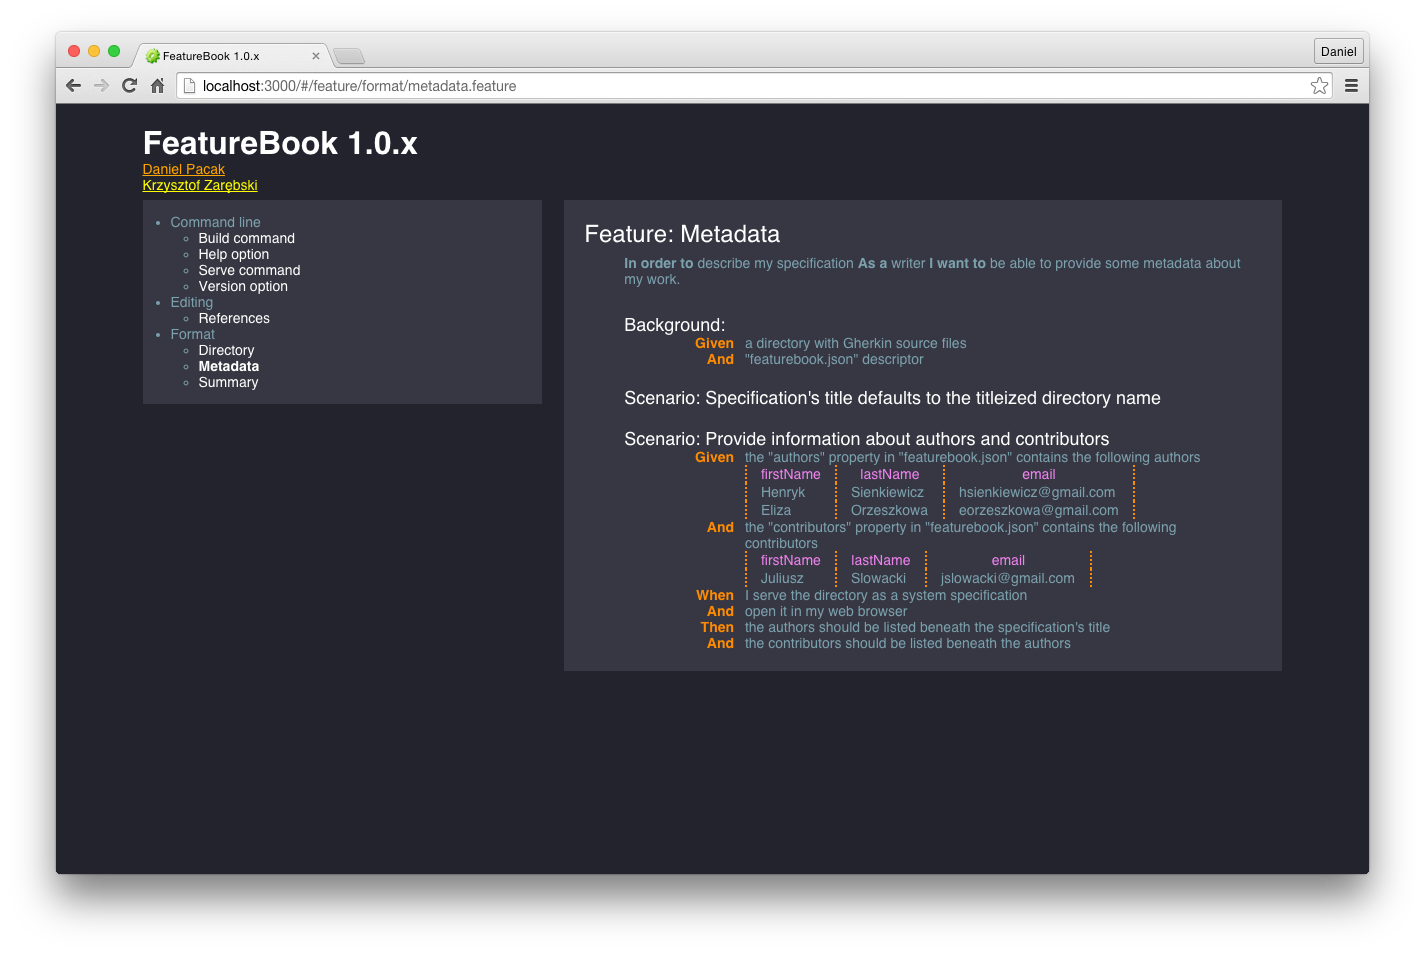 FeatureBook 1.0.x
Daniel
localhost:3000/#/feature/format/metadata.feature
FeatureBook 1.0.x
Daniel Pacak
Krzysztof Zarębski
Command line
Build command
Help option
Serve command
Version option
Editing
References
Format
Directory
Metadata
Summary
Feature: Metadata
In order to describe my specification As a writer I want to be able to provide some metadata about
my work.
Background:
Given a directory with Gherkin source files
And "featurebook.json" descriptor
Scenario: Specification's title defaults to the titleized directory name
Scenario: Provide information about authors and contributors
Given the "authors" property in "featurebook.json" contains the following authors
firstName lastName email
Henryk Sienkiewicz hsienkiewicz@gmail.com
Eliza Orzeszkowa eorzeszkowa@gmail.com
And the "contributors" property in "featurebook.json" contains the following
contributors
firstName lastName email
Juliusz Slowacki jslowacki@gmail.com
When I serve the directory as a system specification
And open it in my web browser
Then the authors should be listed beneath the specification's title
And the contributors should be listed beneath the authors